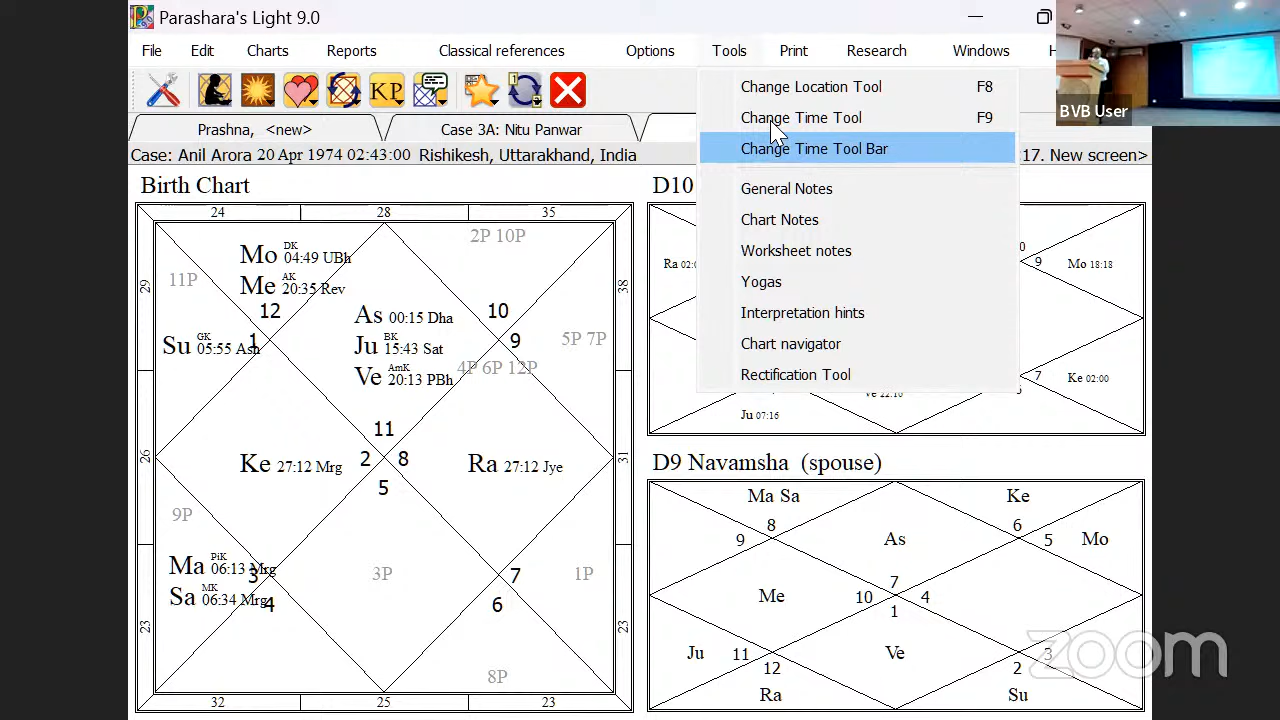 Parashara's Light 9.0
File Edit Charts Reports Classical references Options Tools Print Research Windows H
KP
Prashna, <new>
Case 3A: Nitu Panwar
Case: Anil Arora 20 Apr 1974 02:43:00 Rishikesh, Uttarakhand, India
17. New screen>
Change Location Tool F8
Change Time Tool F9
Change Time Tool Bar
General Notes
Chart Notes
Worksheet notes
Yogas
Interpretation hints
Chart navigator
Rectification Tool
BVB User
Birth Chart
24 28 35
29
38
26
31
23
23
32 25 23
2P 10P
11P
Mo DK 04:49 UBh
Me AK 20:35 Rev
12
10
As 00:15 Dha
Su GK 05:55 Ash
1
Ju BK 15:43 Sat
9
5P 7P
Ve AmK 20:13 PBh
4P 6P 12P
11
Ke 27:12 Mrg
2
8
Ra 27:12 Jye
5
9P
Ma PiK 06:13 Mrg
3
3P
7
1P
Sa MK 06:34 Mrg
4
6
8P
D10
9
Mo 18:18
7
Ke 02:00
Ju 07:16
D9 Navamsha (spouse)
Ma Sa
Ke
8
6
9
As
5
Mo
7
Me
10
4
1
Ju
11
Ve
3
12
2
Ra
Su
zoom